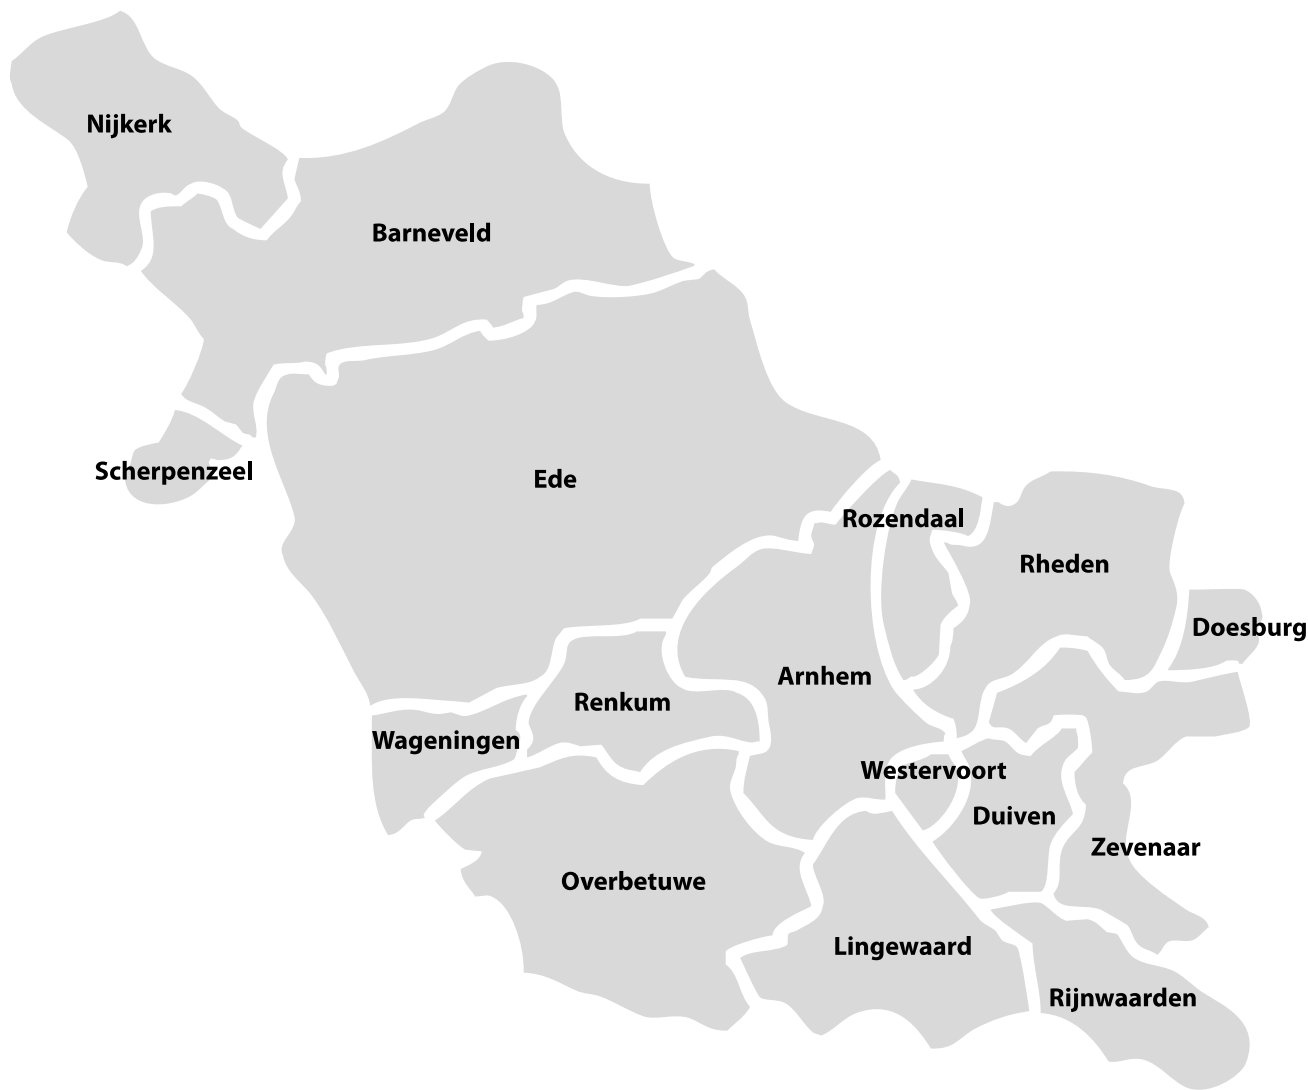 Nijkerk
Barneveld
Scherpenzeel
Ede
Rozendaal
Rheden
Doesburg
Arnhem
Renkum
Wageningen
Westervoort
Duiven
Zevenaar
Overbetuwe
Lingewaard
Rijnwaarden